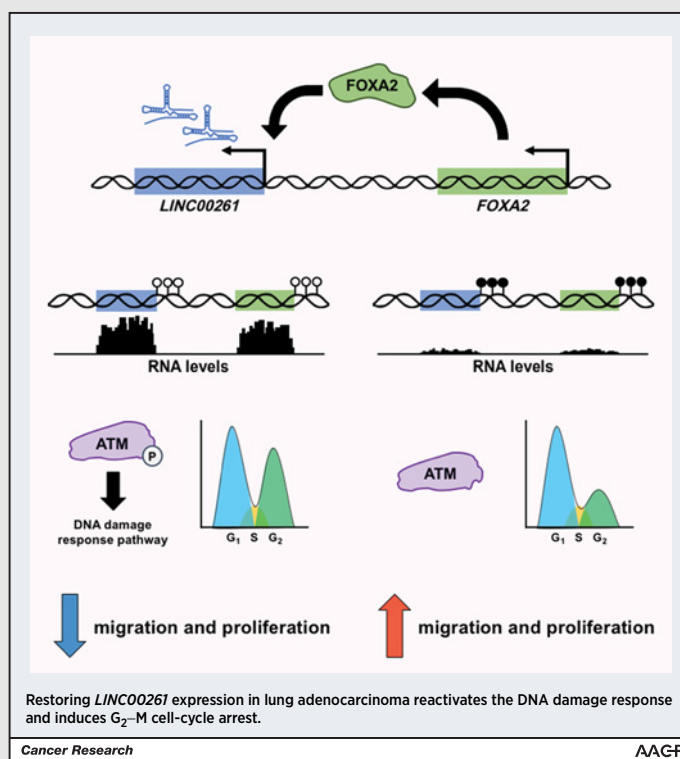 FOXA2
LINC00261
FOXA2
RNA levels
RNA levels
ATM
P
DNA damage
response pathway
G₁ S G₂
ATM
G₁ S G₂
migration and proliferation
migration and proliferation
Restoring LINC00261 expression in lung adenocarcinoma reactivates the DNA damage response
and induces G₂–M cell-cycle arrest.
Cancer Research